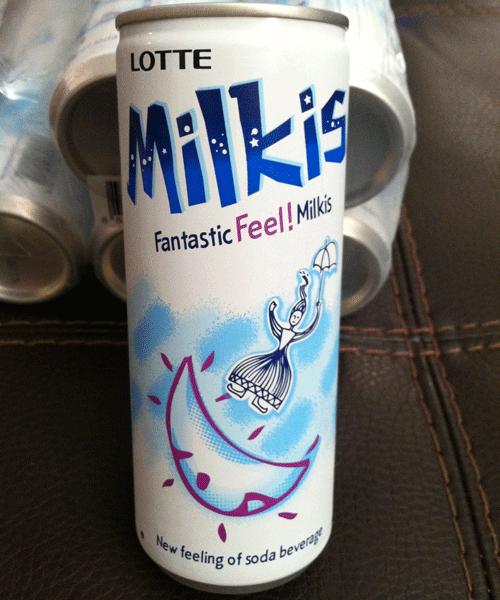 LOTTE
Milkis
Fantastic Feel! Milkis
New feeling of soda beverage